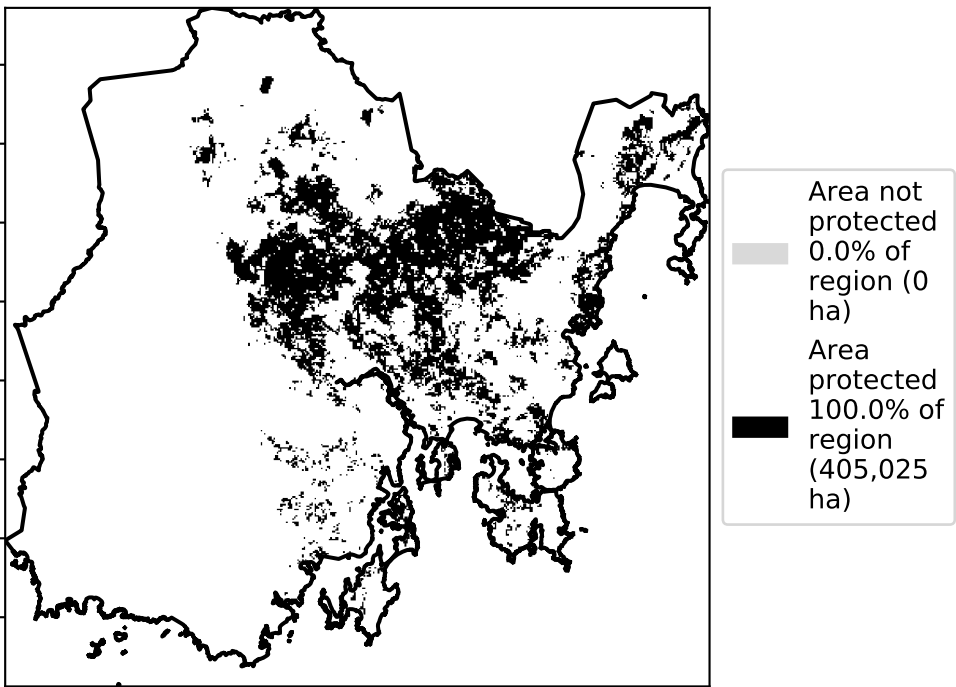 Area not
protected
0.0% of
region (0
ha)
Area
protected
100.0% of
region
(405,025
ha)